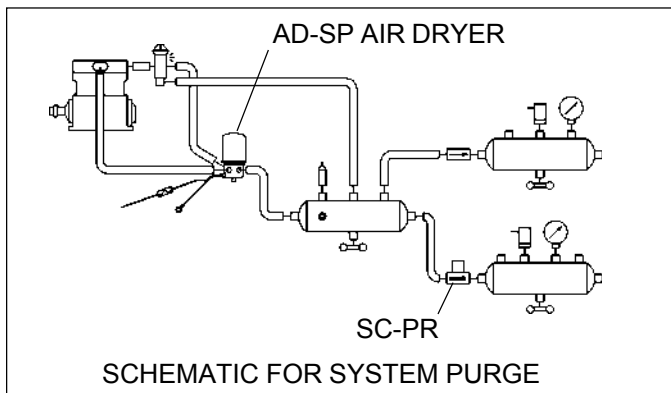 AD-SP AIR DRYER
SC-PR
SCHEMATIC FOR SYSTEM PURGE